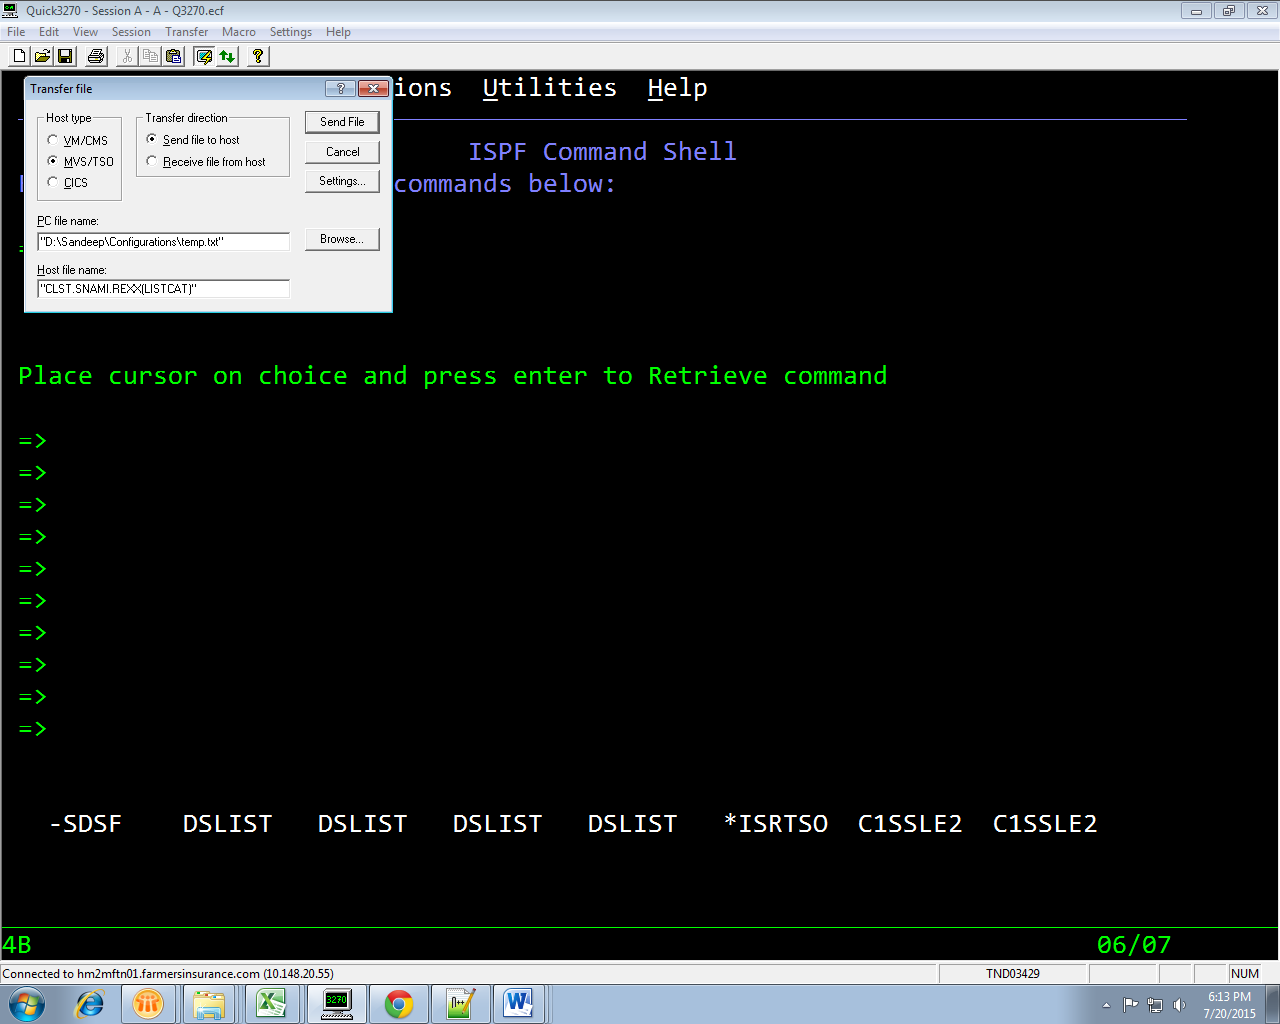 Quick3270 - Session A - A - Q3270.ecf
File Edit View Session Transfer Macro Settings Help
Transfer file
ions Utilities Help
Host type
VM/CMS
MVS/TSO
CICS
Transfer direction
Send file to host
Receive file from host
Send File
Cancel
Settings...
PC file name:
"D:\Sandeep\Configurations\temp.txt"
Browse...
Host file name:
"CLST.SNAMI.REXX(LISTCAT)"
ISPF Command Shell
commands below:
Place cursor on choice and press enter to Retrieve command
=>
=>
=>
=>
=>
=>
=>
=>
=>
=>
-SDSF DSLIST DSLIST DSLIST DSLIST *ISRTSO C1SSLE2 C1SSLE2
4B 06/07
Connected to hm2mftn01.farmersinsurance.com (10.148.20.55) TND03429 NUM
3270
n++
6:13 PM
7/20/2015